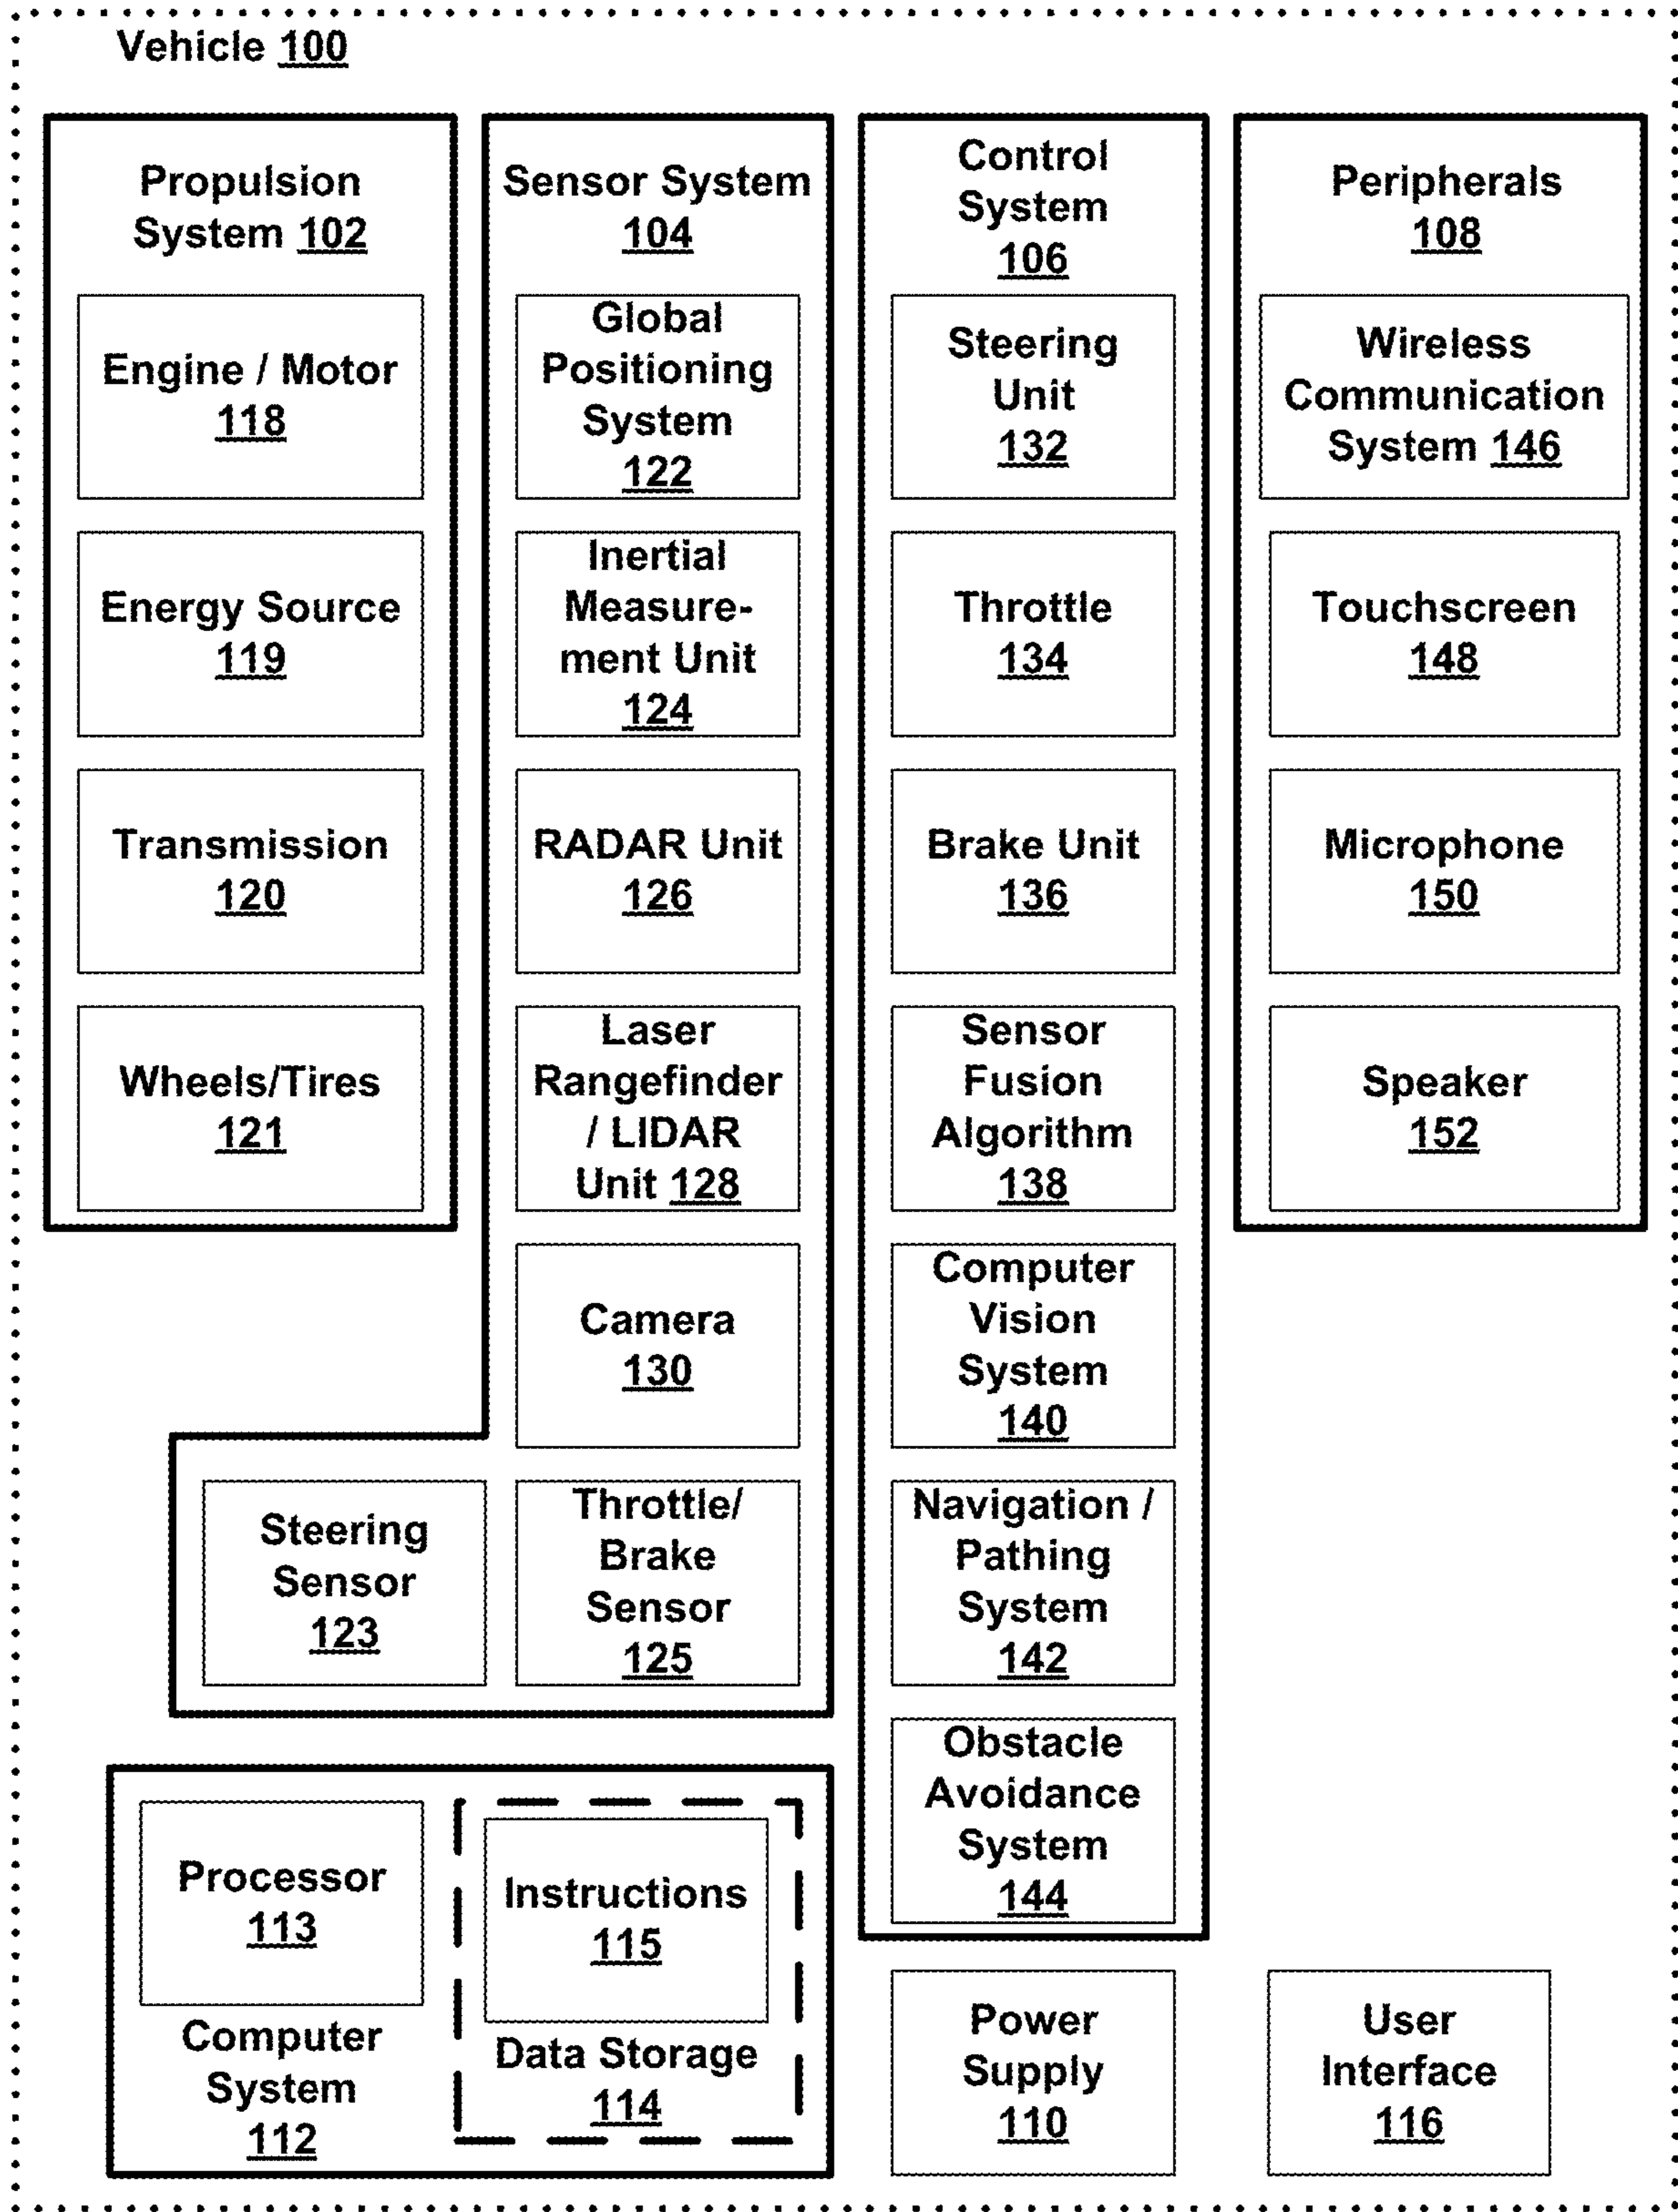 Vehicle 100
Propulsion
System 102
Engine / Motor
118
Energy Source
119
Transmission
120
Wheels/Tires
121
Sensor System
104
Global
Positioning
System
122
Inertial
Measure-
ment Unit
124
RADAR Unit
126
Laser
Rangefinder
/ LIDAR
Unit 128
Camera
130
Steering
Sensor
123
Throttle/
Brake
Sensor
125
Control
System
106
Steering
Unit
132
Throttle
134
Brake Unit
136
Sensor
Fusion
Algorithm
138
Computer
Vision
System
140
Navigation /
Pathing
System
142
Obstacle
Avoidance
System
144
Peripherals
108
Wireless
Communication
System 146
Touchscreen
148
Microphone
150
Speaker
152
Processor
113
Computer
System
112
Instructions
115
Data Storage
114
Power
Supply
110
User
Interface
116